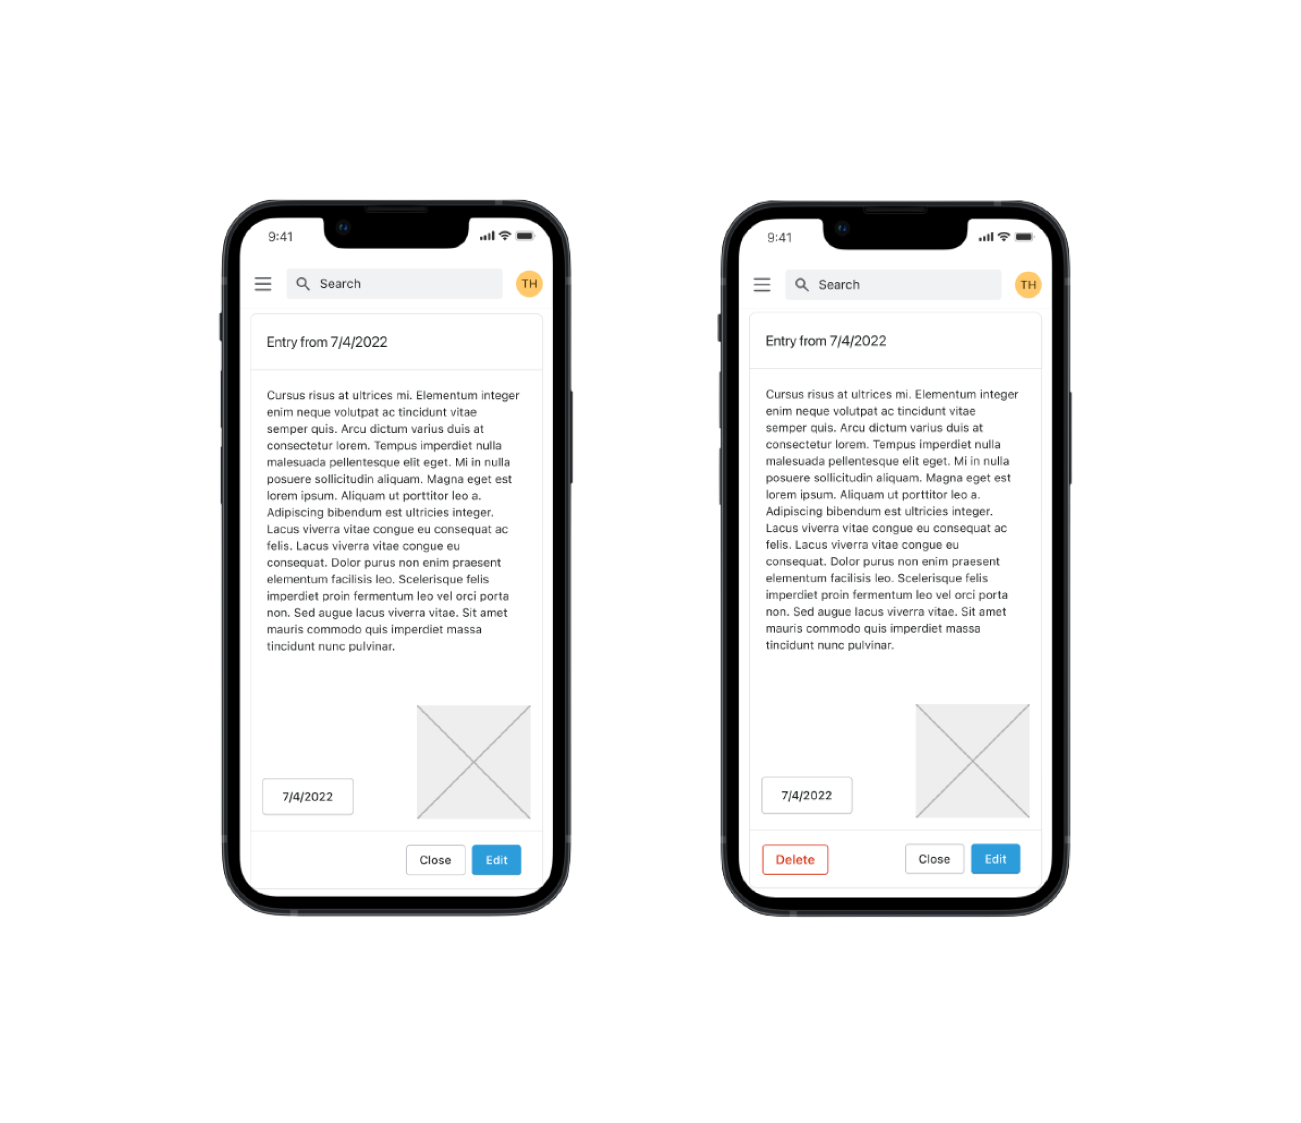 9:41
Search
TH
Entry from 7/4/2022
Cursus risus at ultrices mi. Elementum integer
enim neque volutpat ac tincidunt vitae
semper quis. Arcu dictum varius duis at
consectetur lorem. Tempus imperdiet nulla
malesuada pellentesque elit eget. Mi in nulla
posuere sollicitudin aliquam. Magna eget est
lorem ipsum. Aliquam ut porttitor leo a.
Adipiscing bibendum est ultricies integer.
Lacus viverra vitae congue eu consequat ac
felis. Lacus viverra vitae congue eu
consequat. Dolor purus non enim praesent
elementum facilisis leo. Scelerisque felis
imperdiet proin fermentum leo vel orci porta
non. Sed augue lacus viverra vitae. Sit amet
mauris commodo quis imperdiet massa
tincidunt nunc pulvinar.
7/4/2022
Close
Edit
9:41
Search
TH
Entry from 7/4/2022
Cursus risus at ultrices mi. Elementum integer
enim neque volutpat ac tincidunt vitae
semper quis. Arcu dictum varius duis at
consectetur lorem. Tempus imperdiet nulla
malesuada pellentesque elit eget. Mi in nulla
posuere sollicitudin aliquam. Magna eget est
lorem ipsum. Aliquam ut porttitor leo a.
Adipiscing bibendum est ultricies integer.
Lacus viverra vitae congue eu consequat ac
felis. Lacus viverra vitae congue eu
consequat. Dolor purus non enim praesent
elementum facilisis leo. Scelerisque felis
imperdiet proin fermentum leo vel orci porta
non. Sed augue lacus viverra vitae. Sit amet
mauris commodo quis imperdiet massa
tincidunt nunc pulvinar.
7/4/2022
Delete
Close
Edit